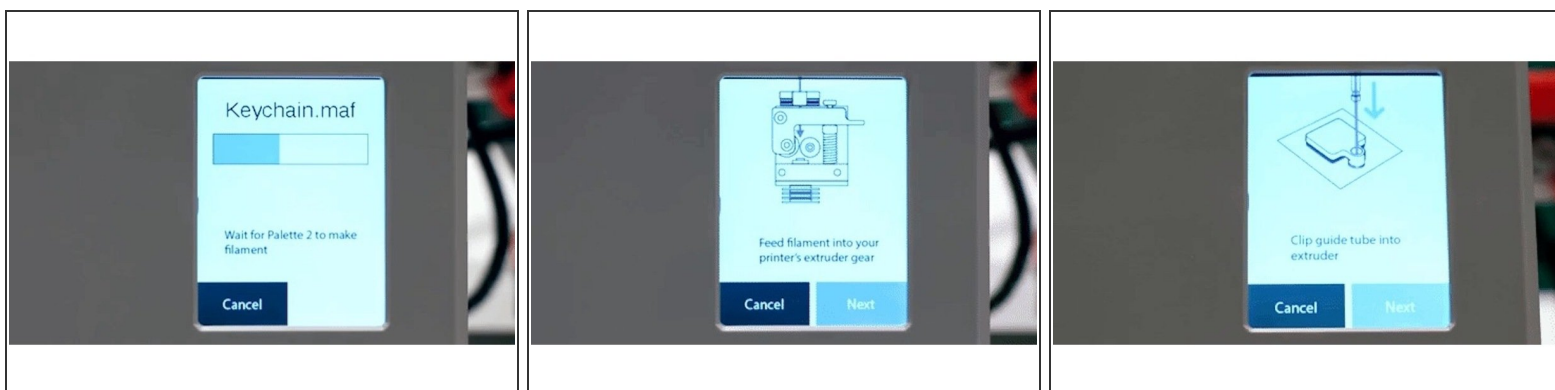 Keychain.maf
Wait for Palette 2 to make
filament
Cancel
Feed filament into your
printer's extruder gear
Cancel
Next
Clip guide tube into
extruder
Cancel
Next